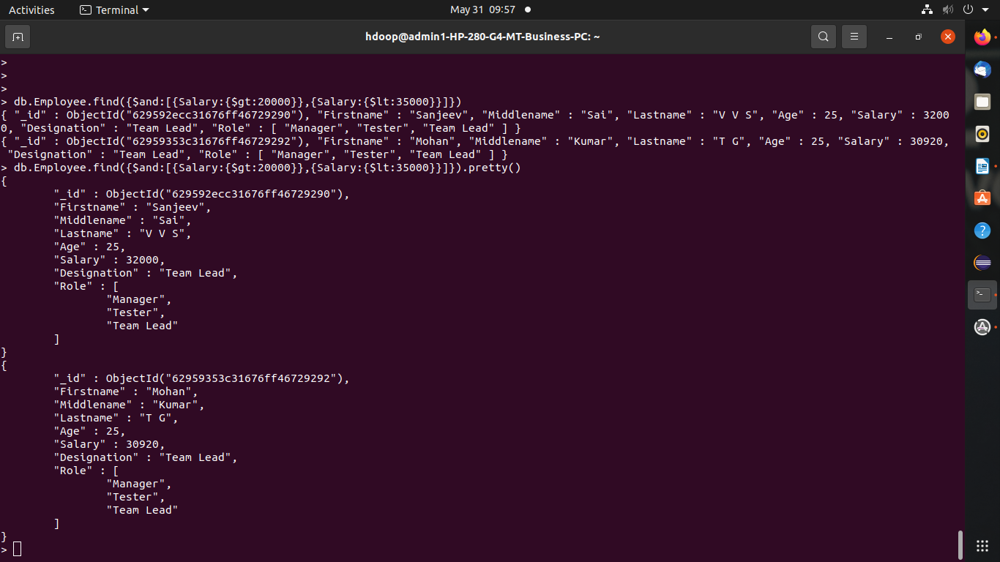 Activities Terminal May 31 09:57
hdoop@admin1-HP-280-G4-MT-Business-PC: ~
>
>
>
> db.Employee.find({$and:[{Salary:{$gt:20000}},{Salary:{$lt:35000}}]})
{ "_id" : ObjectId("629592ecc31676ff46729290"), "Firstname" : "Sanjeev", "Middlename" : "Sai", "Lastname" : "V V S", "Age" : 25, "Salary" : 3200
0, "Designation" : "Team Lead", "Role" : [ "Manager", "Tester", "Team Lead" ] }
{ "_id" : ObjectId("62959353c31676ff46729292"), "Firstname" : "Mohan", "Middlename" : "Kumar", "Lastname" : "T G", "Age" : 25, "Salary" : 30920,
 "Designation" : "Team Lead", "Role" : [ "Manager", "Tester", "Team Lead" ] }
> db.Employee.find({$and:[{Salary:{$gt:20000}},{Salary:{$lt:35000}}]}).pretty()
{
        "_id" : ObjectId("629592ecc31676ff46729290"),
        "Firstname" : "Sanjeev",
        "Middlename" : "Sai",
        "Lastname" : "V V S",
        "Age" : 25,
        "Salary" : 32000,
        "Designation" : "Team Lead",
        "Role" : [
                "Manager",
                "Tester",
                "Team Lead"
        ]
}
{
        "_id" : ObjectId("62959353c31676ff46729292"),
        "Firstname" : "Mohan",
        "Middlename" : "Kumar",
        "Lastname" : "T G",
        "Age" : 25,
        "Salary" : 30920,
        "Designation" : "Team Lead",
        "Role" : [
                "Manager",
                "Tester",
                "Team Lead"
        ]
}
>